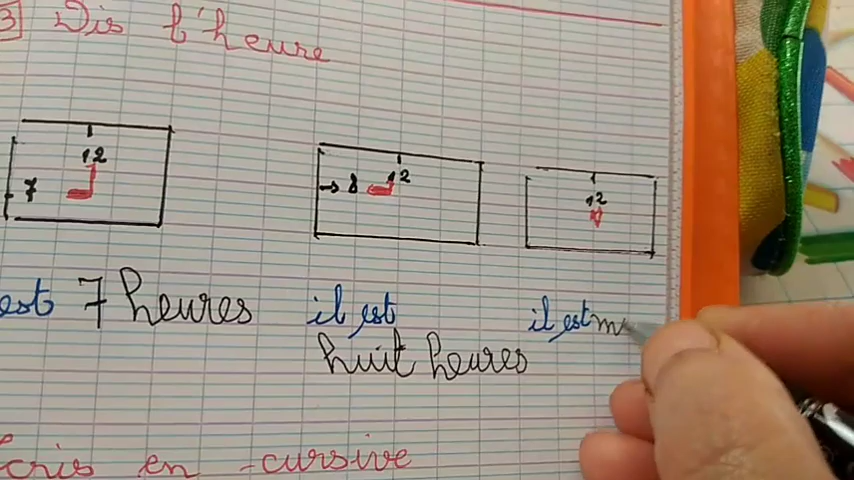 3 Dis l'heure
12
7
12
→ 8
12
est 7 heures
il est
huit heures
il est m
écris en cursive